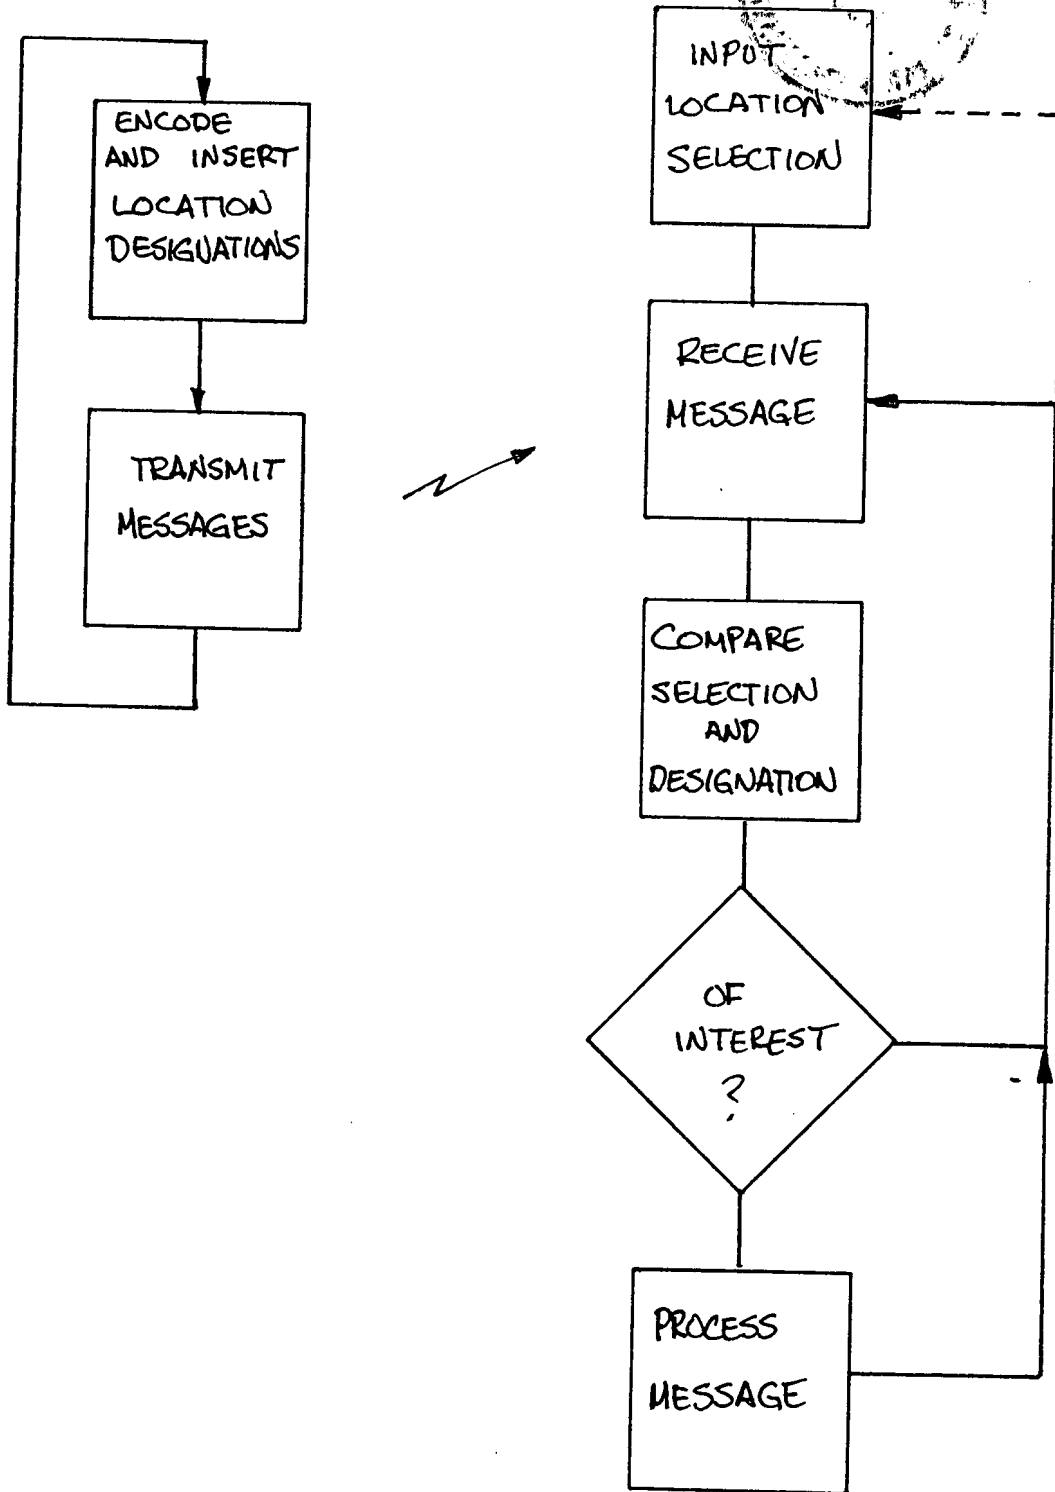 ENCODE
AND INSERT
LOCATION
DESIGNATIONS
TRANSMIT
MESSAGES
INPUT
LOCATION
SELECTION
RECEIVE
MESSAGE
COMPARE
SELECTION
AND
DESIGNATION
OF
INTEREST
?
PROCESS
MESSAGE